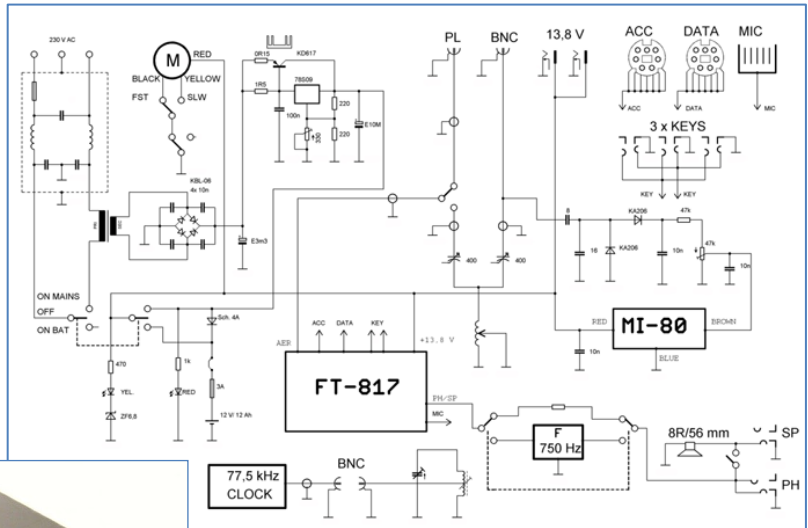 230 V AC
M
RED
BLACK
YELLOW
FST
SLW
0R15
KD617
1R5
78S09
100n
330
220
220
E10M
PL
BNC
13,8 V
ACC
DATA
MIC
ACC
DATA
MIC
3 x KEYS
KEY
KEY
KBL-06
4x 10n
E3m3
400
400
8
16
KA206
KA206
10n
47k
47k
10n
ON MAINS
OFF
ON BAT
Sch. 4A
470
YEL.
ZF6,8
1k
RED
3A
12 V/ 12 Ah
AER
ACC
DATA
KEY
+13,8 V
FT-817
PH/SP
MIC
RED
MI-80
BROWN
BLUE
10n
F
750 Hz
8R/56 mm
SP
PH
77,5 kHz
CLOCK
BNC